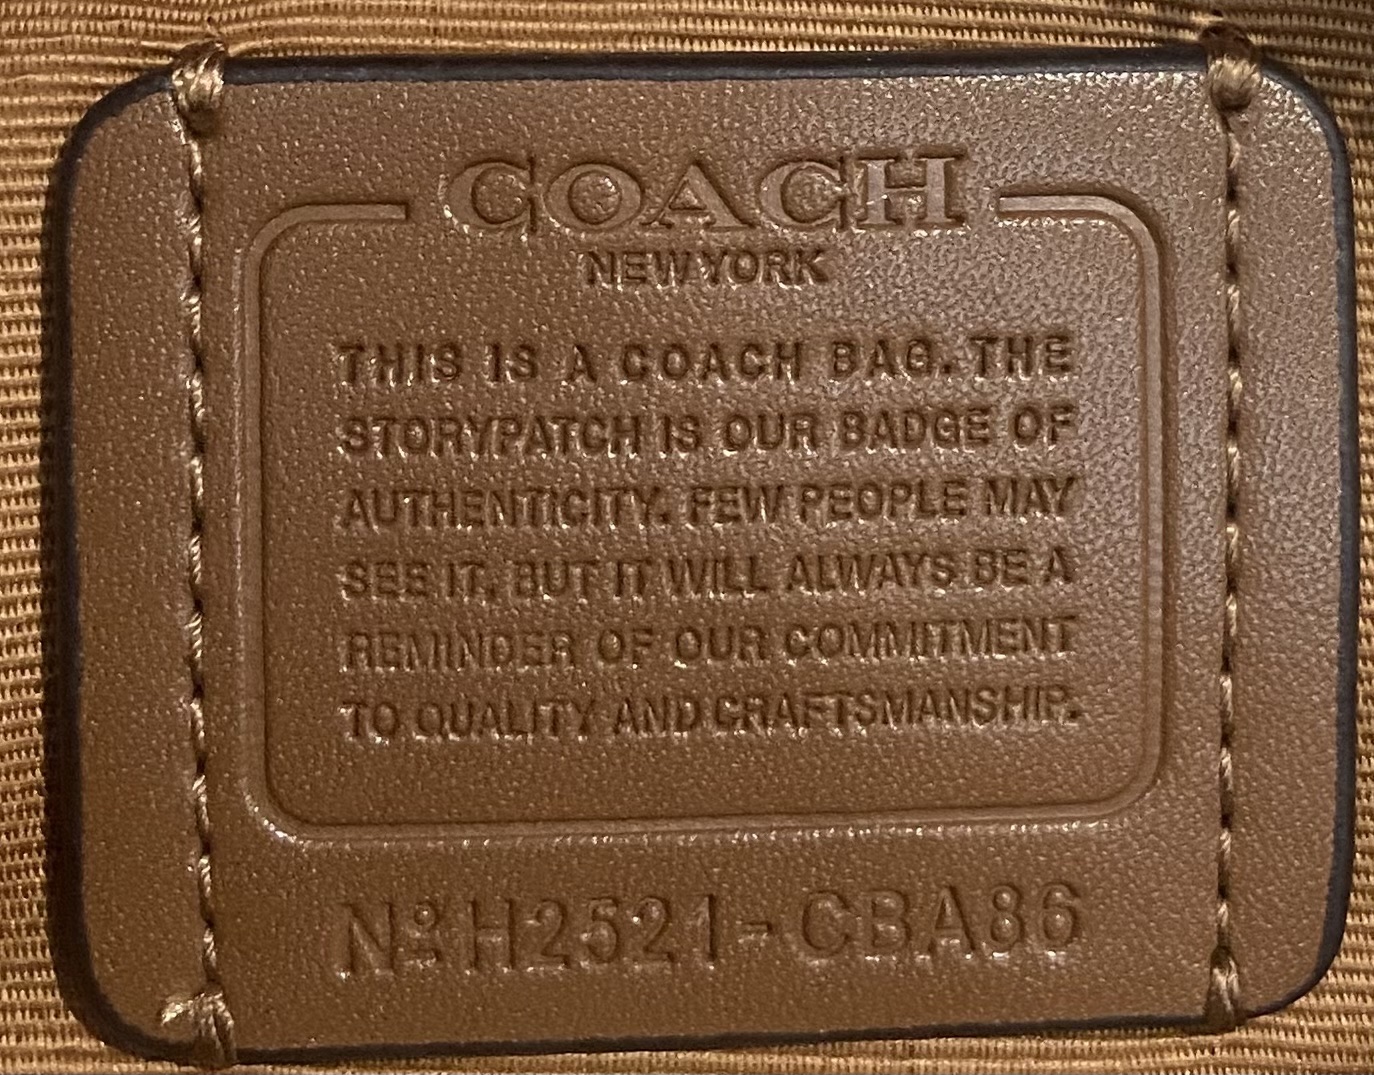 COACH
NEW YORK
THIS IS A COACH BAG. THE
STORYPATCH IS OUR BADGE OF
AUTHENTICITY. FEW PEOPLE MAY
SEE IT, BUT IT WILL ALWAYS BE A
REMINDER OF OUR COMMITMENT
TO QUALITY AND CRAFTSMANSHIP.
Nº H2521-CBA86